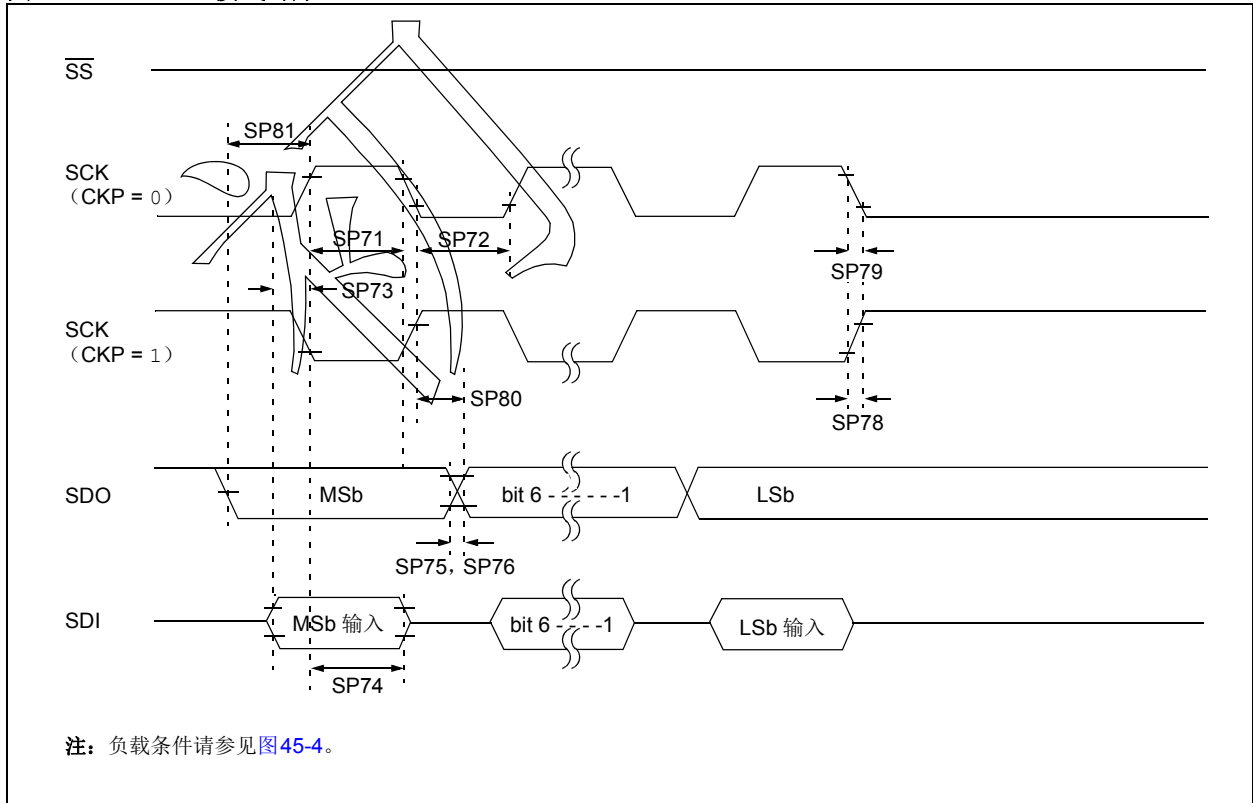 SS
SP81
SCK
（CKP = 0）
SP71
SP72
SP79
SP73
SCK
（CKP = 1）
SP80
SP78
SDO
MSb
bit 6 - - - - - -1
LSb
SP75，SP76
SDI
MSb 输入
bit 6 - - - -1
LSb 输入
SP74
注：负载条件请参见图45-4。